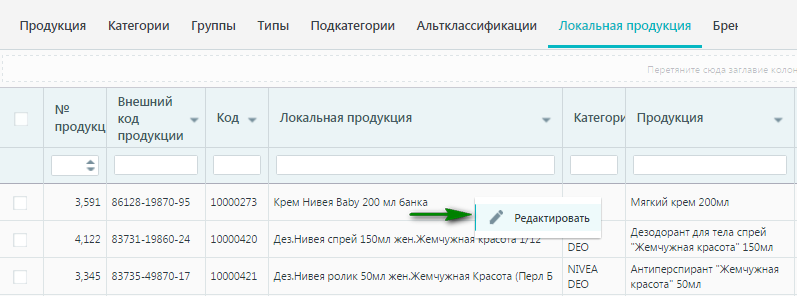 Продукция Категории Группы Типы Подкатегории Альтклассификации Локальная продукция Брен
Перетяните сюда заглавие колон
№ продукц Внешний код продукции Код Локальная продукция Категори Продукция
3,591 86128-19870-95 10000273 Крем Нивея Baby 200 мл банка Мягкий крем 200мл
Редактировать
4,122 83731-19860-24 10000420 Дез.Нивея спрей 150мл жен.Жемчужная красота 1/12 DEO Дезодорант для тела спрей "Жемчужная красота" 150мл
3,345 83735-49870-17 10000421 Дез.Нивея ролик 50мл жен.Жемчужная Красота (Перл Б NIVEA DEO Антиперспирант "Жемчужная красота" 50мл